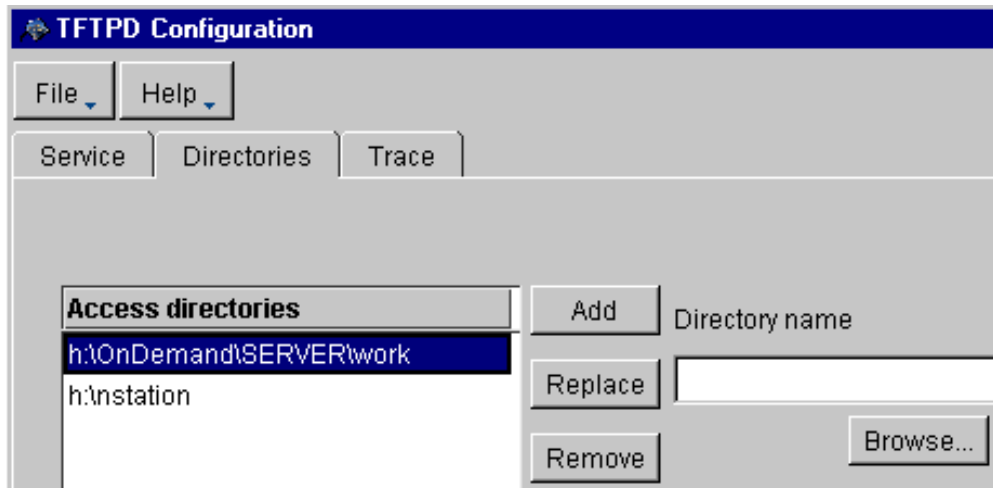 TFTPD Configuration
File Help
Service Directories Trace
Access directories
h:\OnDemand\SERVER\work
h:\nstation
Add
Directory name
Replace
Browse...
Remove